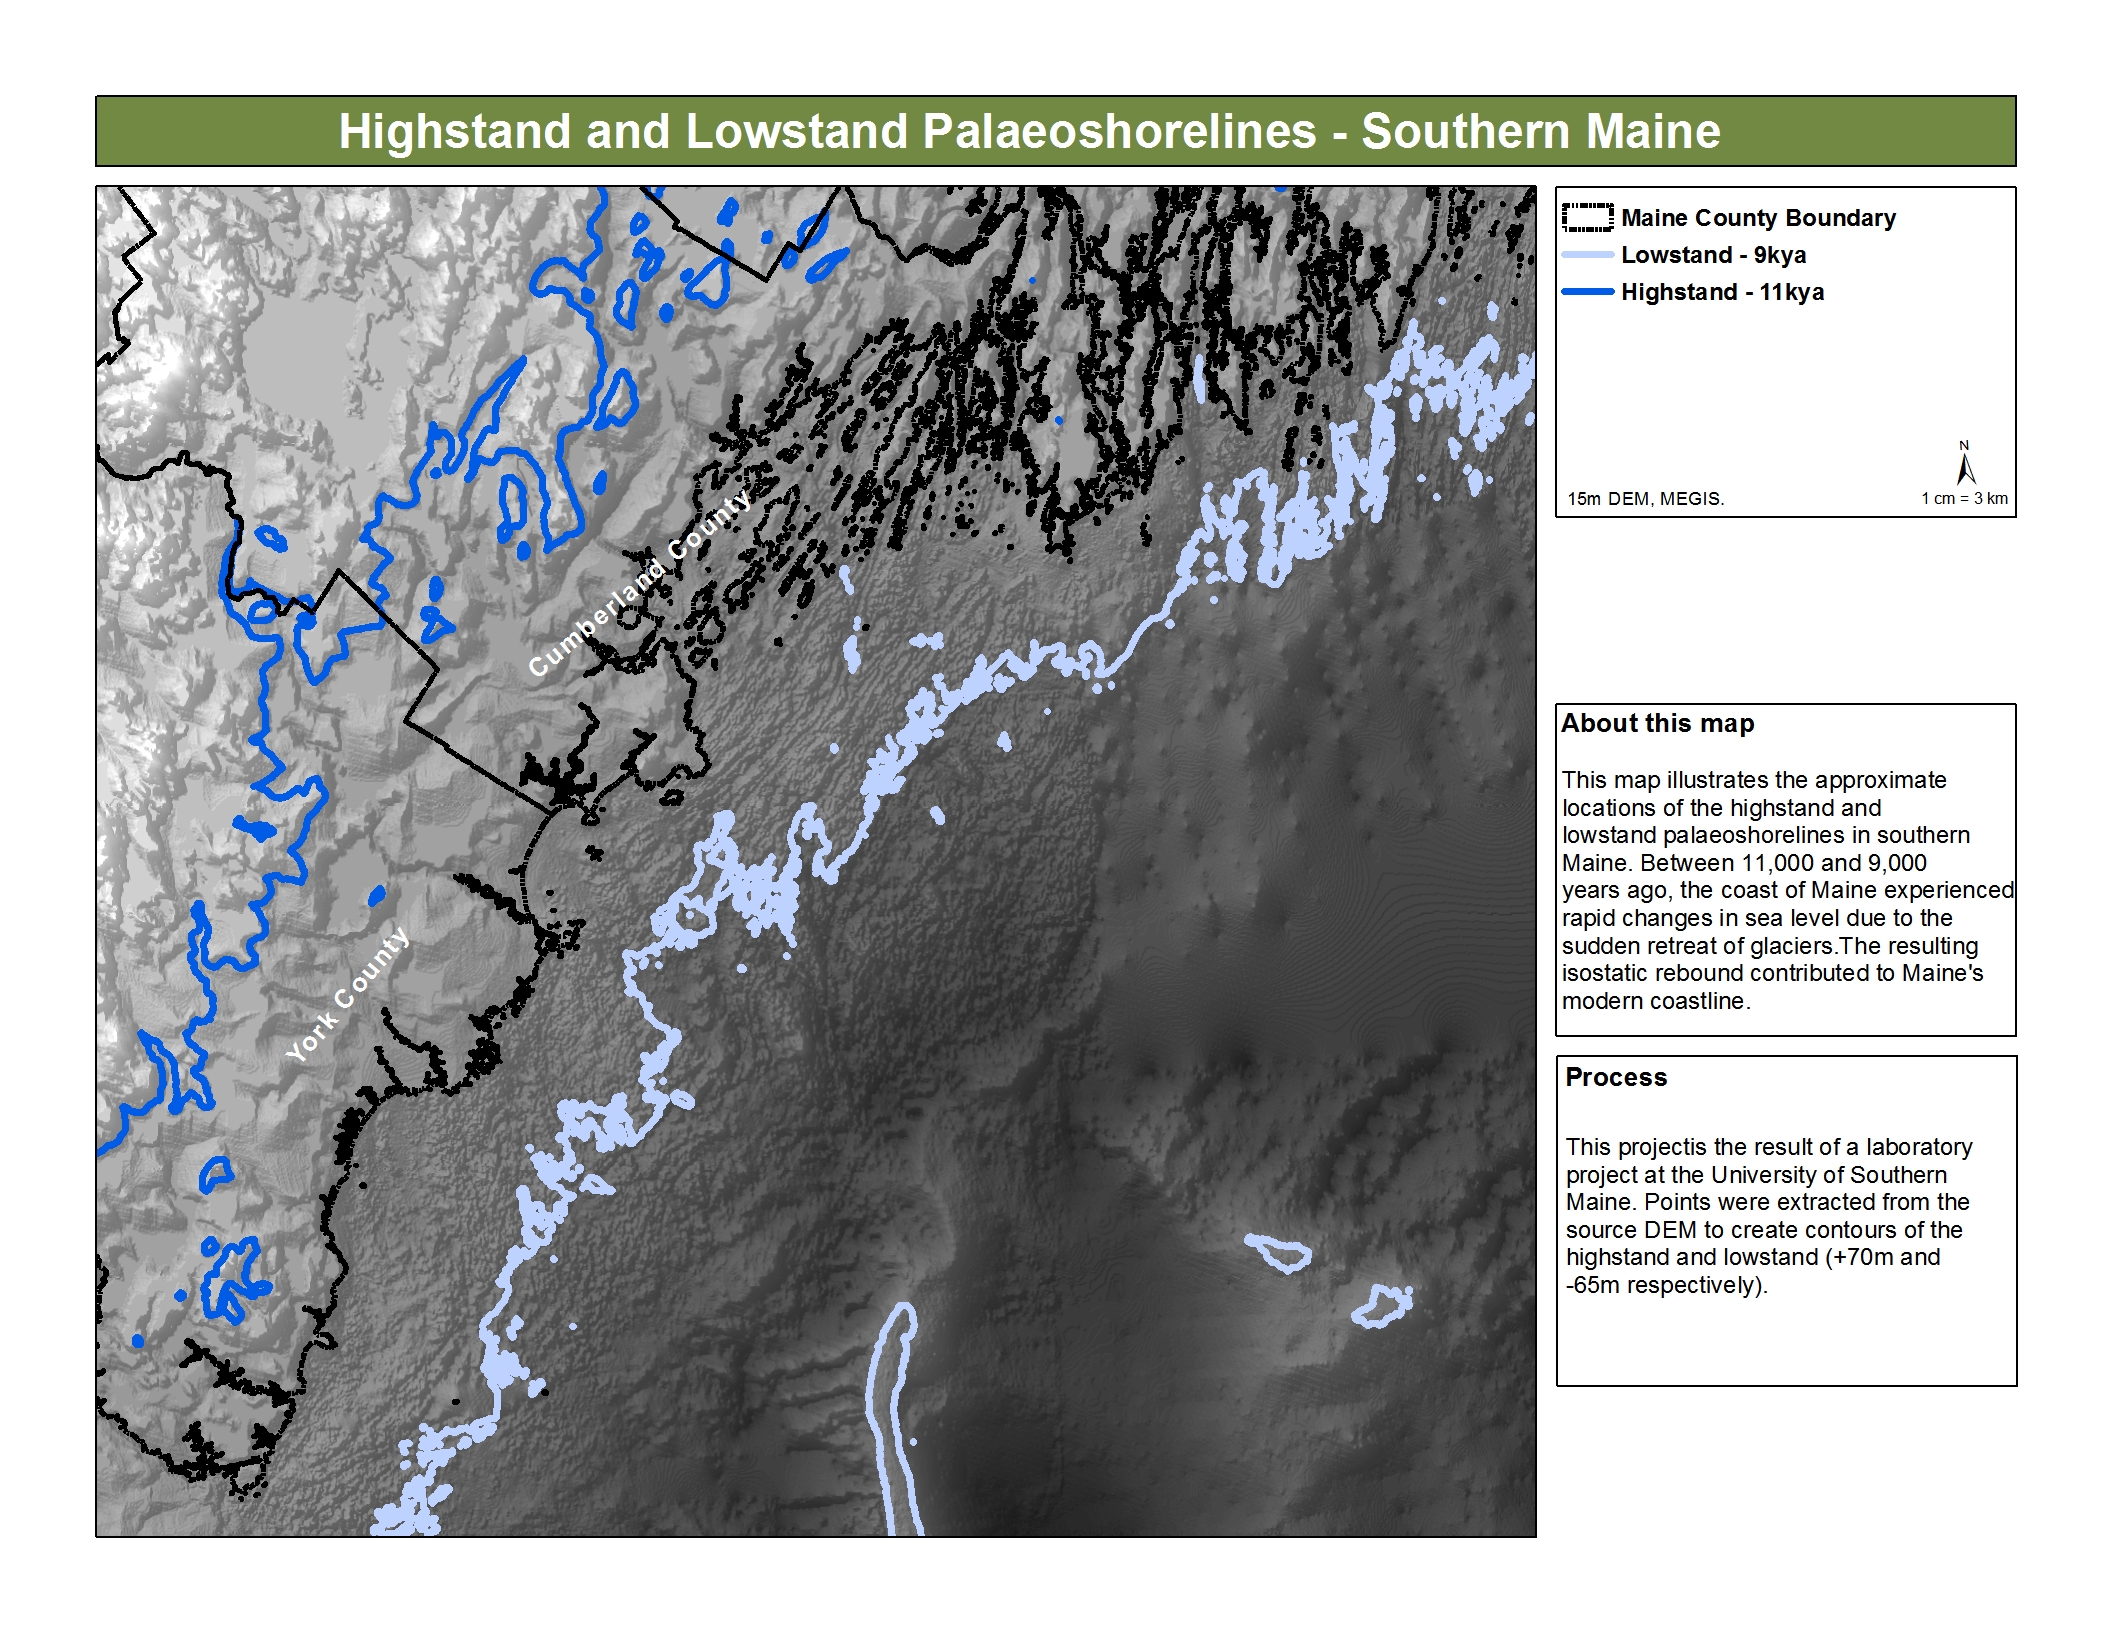 Highstand and Lowstand Palaeoshorelines - Southern Maine
Maine County Boundary
Lowstand - 9kya
Highstand - 11kya
N
15m DEM, MEGIS.
1 cm = 3 km
Cumberland County
York County
About this map
This map illustrates the approximate
locations of the highstand and
lowstand palaeoshorelines in southern
Maine. Between 11,000 and 9,000
years ago, the coast of Maine experienced
rapid changes in sea level due to the
sudden retreat of glaciers.The resulting
isostatic rebound contributed to Maine's
modern coastline.
Process
This projectis the result of a laboratory
project at the University of Southern
Maine. Points were extracted from the
source DEM to create contours of the
highstand and lowstand (+70m and
-65m respectively).